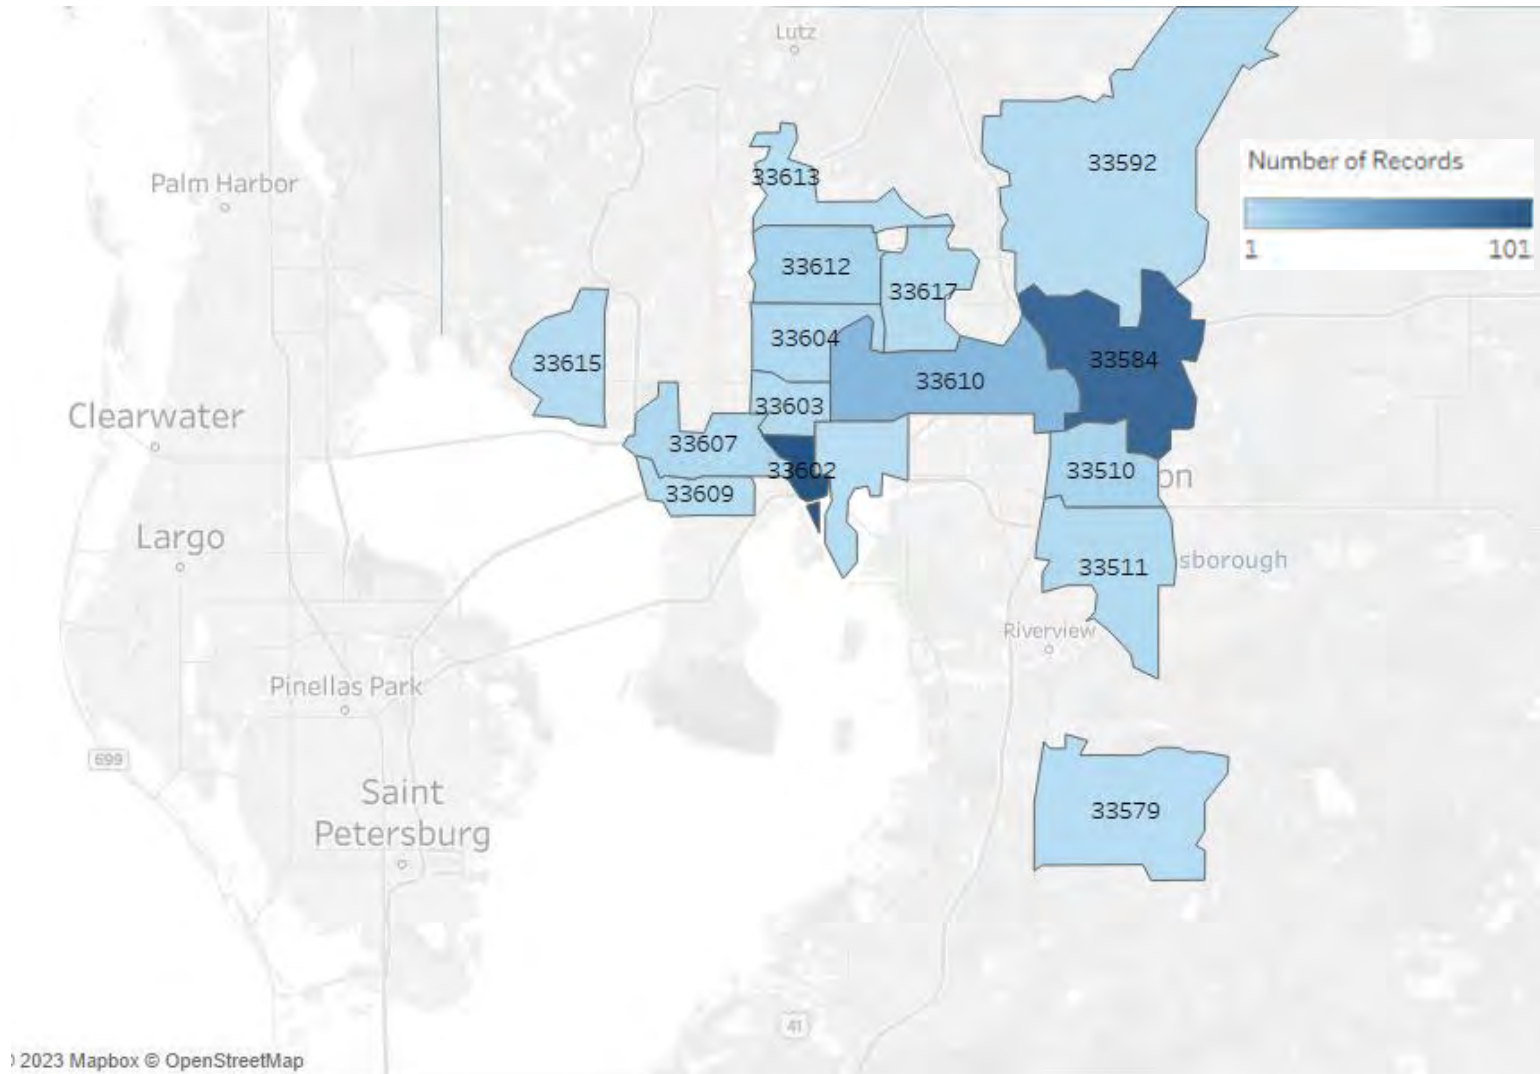 Lutz
33592
Number of Records
1 101
33613
Palm Harbor
33612
33617
33604
33615
33584
33610
33603
Clearwater
33607
33602
33510
on
33609
Largo
sborough
33511
Riverview
Pinellas Park
699
Saint
Petersburg
33579
41
2023 Mapbox © OpenStreetMap